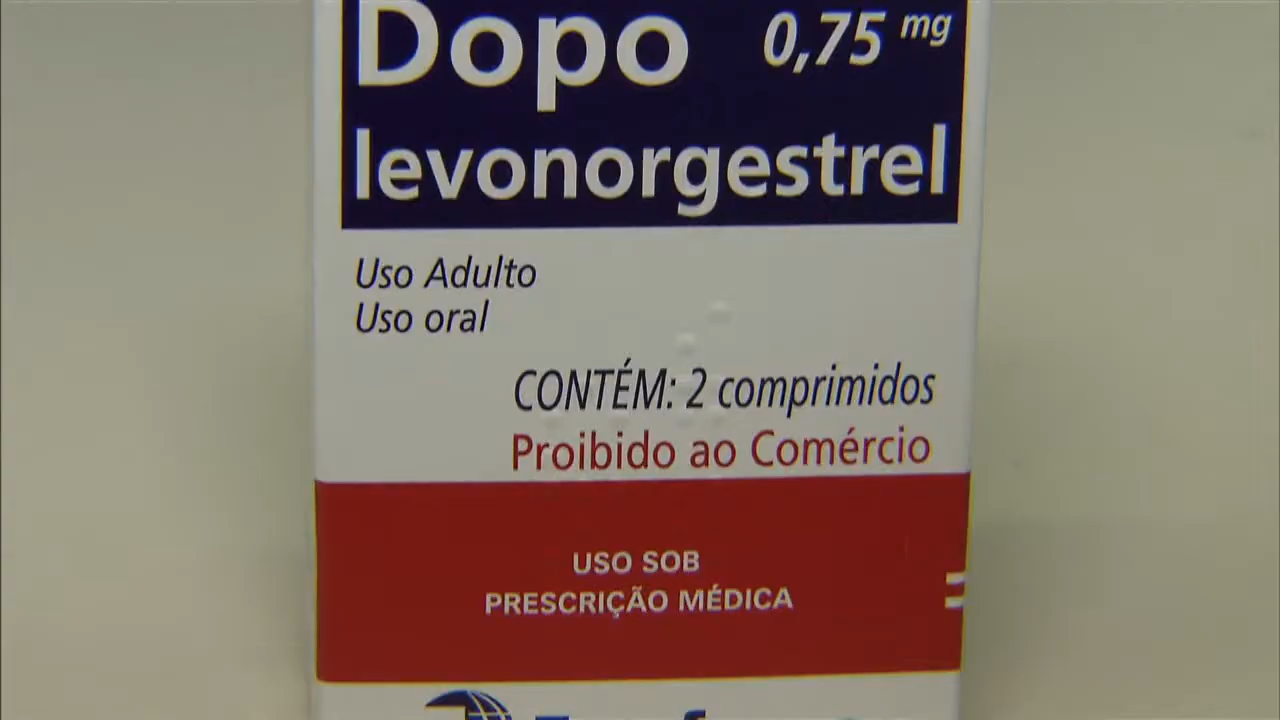 Dopo 0,75 mg
levonorgestrel
Uso Adulto
Uso oral
CONTÉM: 2 comprimidos
Proibido ao Comércio
USO SOB
PRESCRIÇÃO MÉDICA